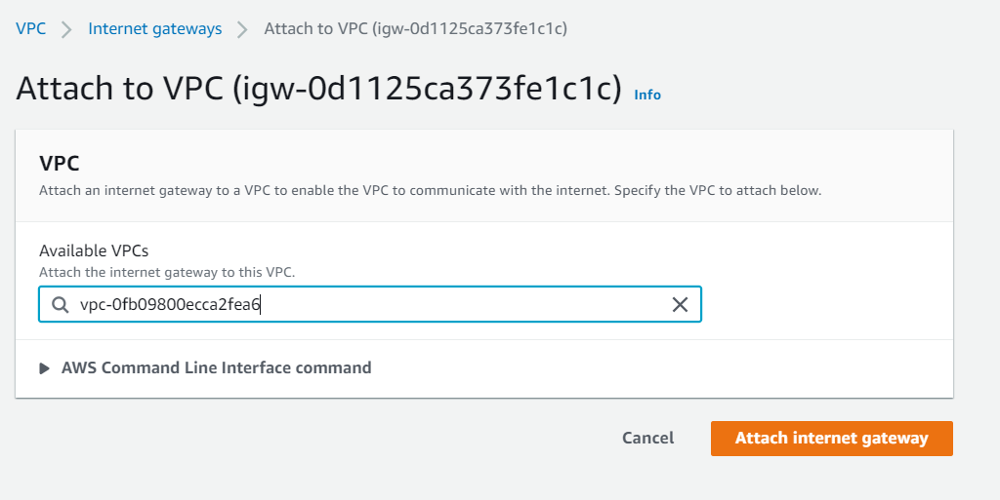 VPC > Internet gateways > Attach to VPC (igw-0d1125ca373fe1c1c)
Attach to VPC (igw-0d1125ca373fe1c1c) Info
VPC
Attach an internet gateway to a VPC to enable the VPC to communicate with the internet. Specify the VPC to attach below.
Available VPCs
Attach the internet gateway to this VPC.
vpc-0fb09800ecca2fea6
AWS Command Line Interface command
Cancel Attach internet gateway